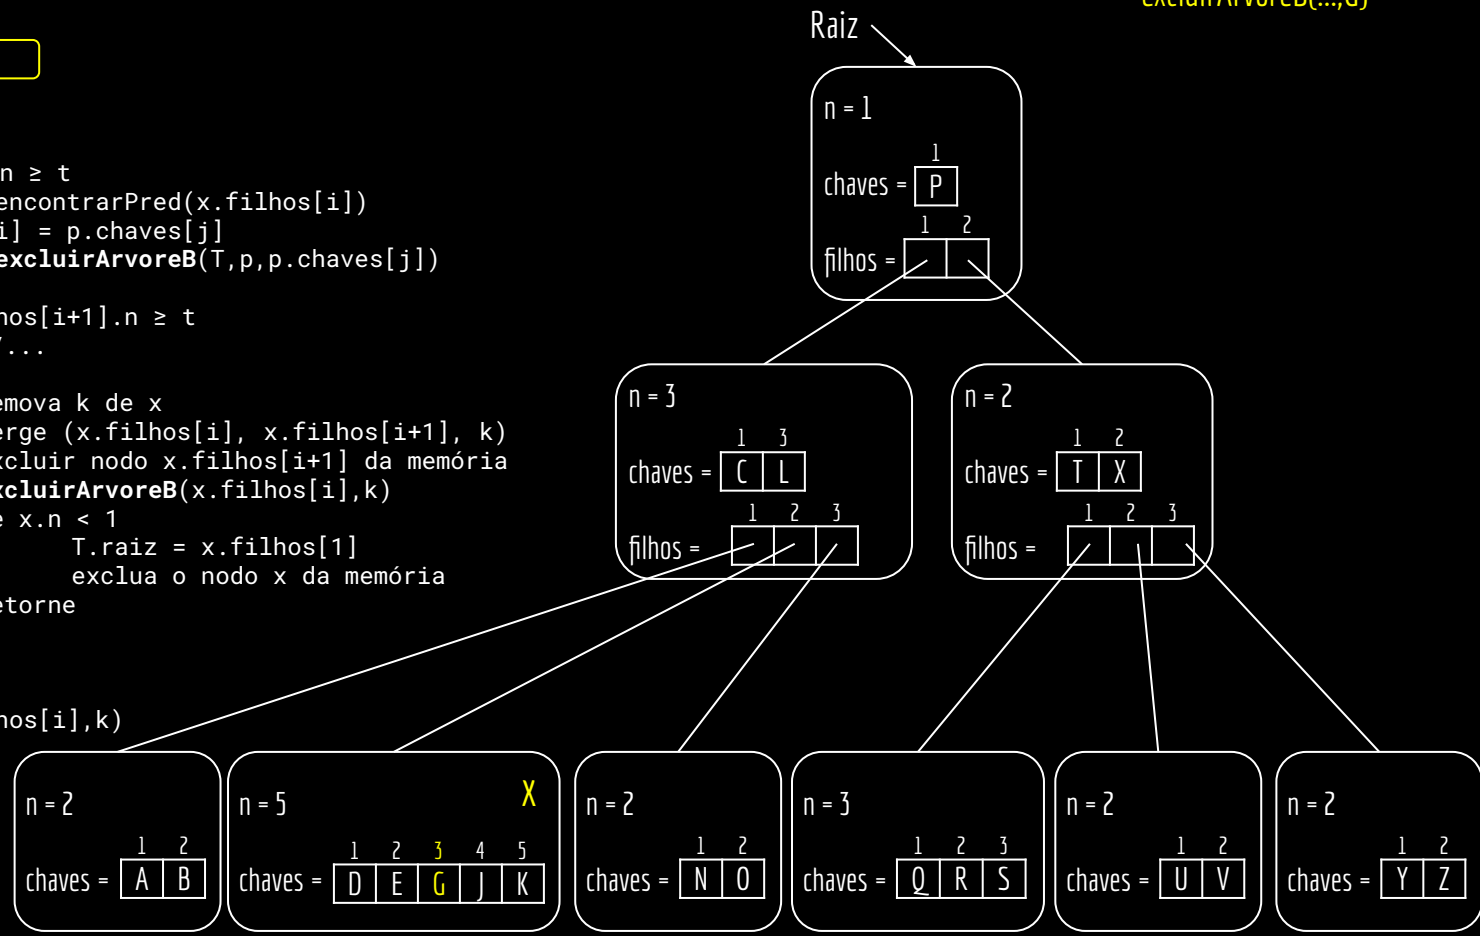 excluirArvoreB(...,G)
n ≥ t
encontrarPred(x.filhos[i])
i] = p.chaves[j]
excluirArvoreB(T,p,p.chaves[j])
hos[i+1].n ≥ t
/...
emova k de x
erge (x.filhos[i], x.filhos[i+1], k)
xcluir nodo x.filhos[i+1] da memória
xcluirArvoreB(x.filhos[i],k)
e x.n < 1
T.raiz = x.filhos[1]
exclua o nodo x da memória
etorne
hos[i],k)
Raiz
n = 1
1
chaves = P
1 2
filhos =
n = 3
1 3
chaves = C L
1 2 3
filhos =
n = 2
1 2
chaves = T X
1 2 3
filhos =
n = 2
1 2
chaves = A B
n = 5 X
1 2 3 4 5
chaves = D E G J K
n = 2
1 2
chaves = N O
n = 3
1 2 3
chaves = Q R S
n = 2
1 2
chaves = U V
n = 2
1 2
chaves = Y Z